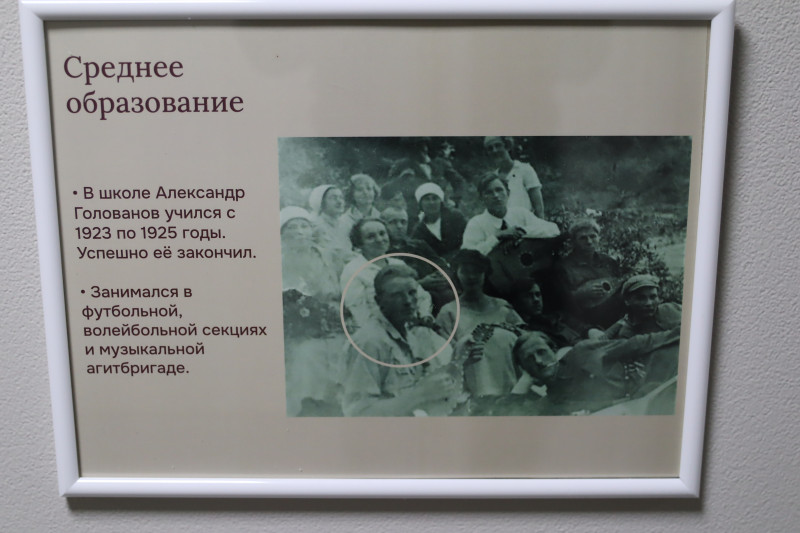 Среднее
образование
• В школе Александр
Голованов учился с
1923 по 1925 годы.
Успешно её закончил.
• Занимался в
футбольной,
волейбольной секциях
и музыкальной
агитбригаде.